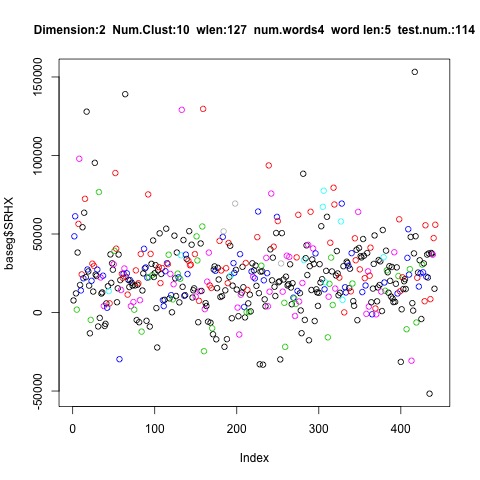 Dimension:2 Num.Clust:10 wlen:127 num.words4 word len:5 test.num.:114
150000
100000
50000
0
-50000
baseg$SRHX
0 100 200 300 400
Index